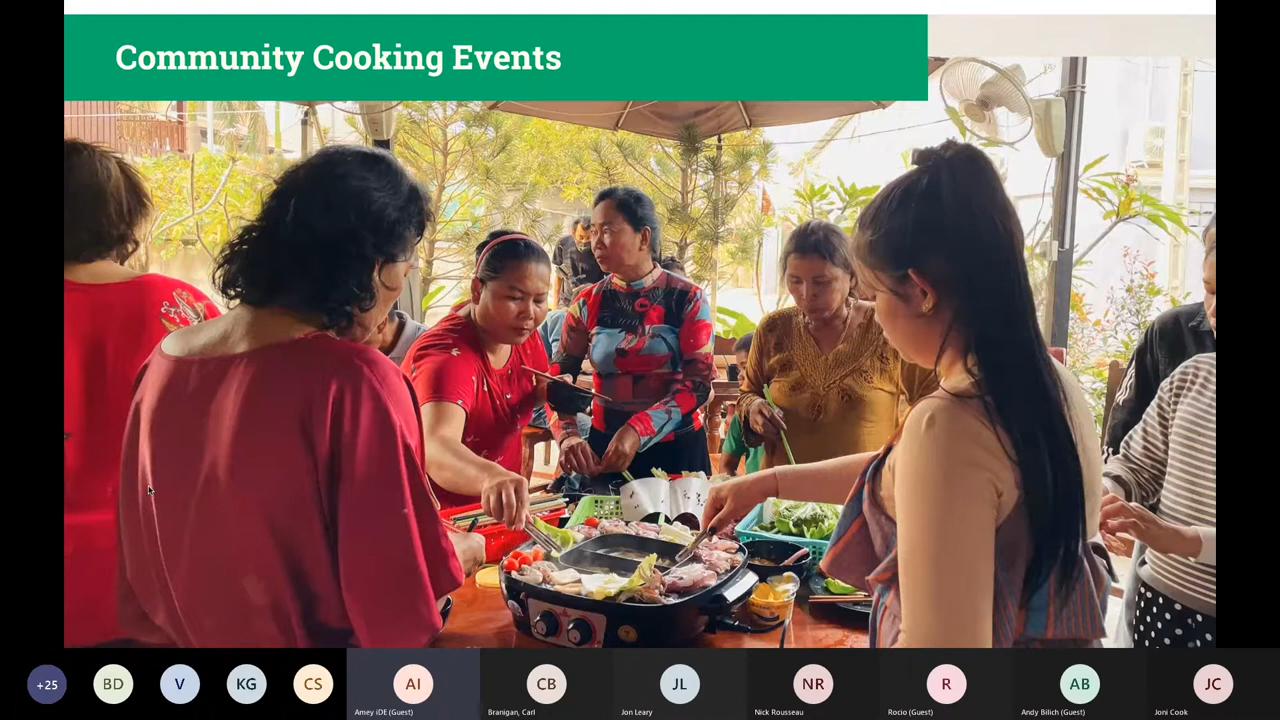 Community Cooking Events
+25
BD
V
KG
CS
AI
CB
JL
NR
R
AB
JC
Amey iDE (Guest)
Branigan, Carl
Jon Leary
Nick Rousseau
Rocio (Guest)
Andy Bilich (Guest)
Joni Cook